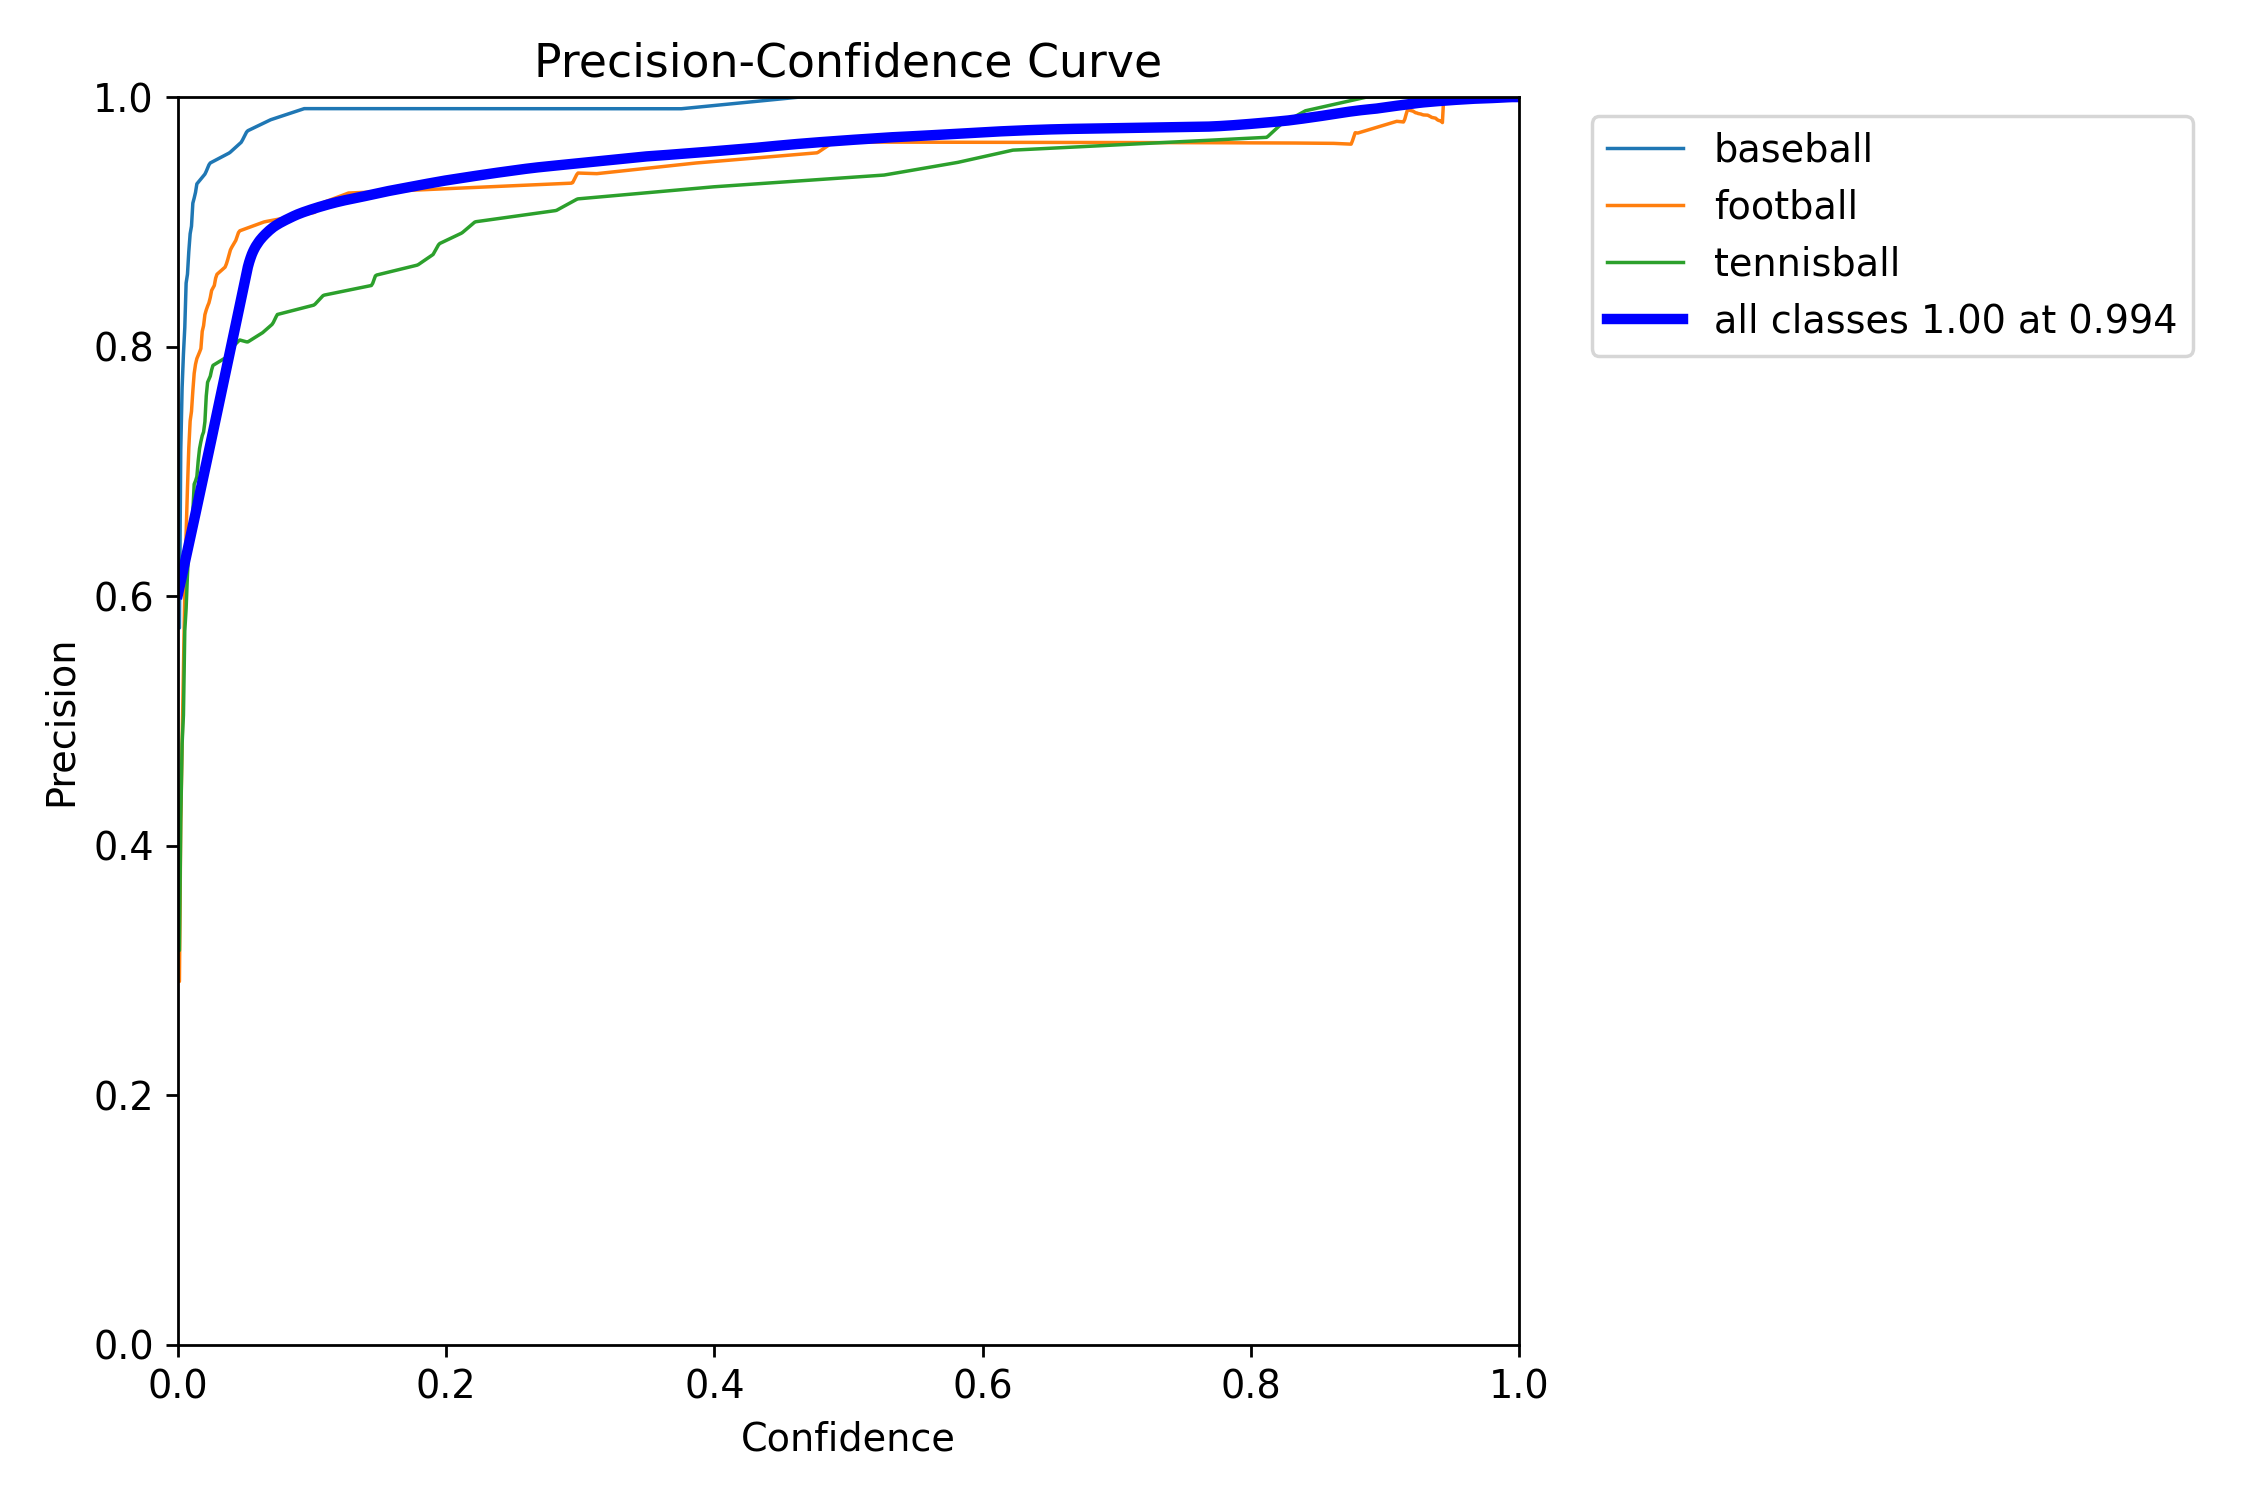 Precision-Confidence Curve
1.0
0.8
0.6
0.4
0.2
0.0
Precision
0.0 0.2 0.4 0.6 0.8 1.0
Confidence
baseball
football
tennisball
all classes 1.00 at 0.994